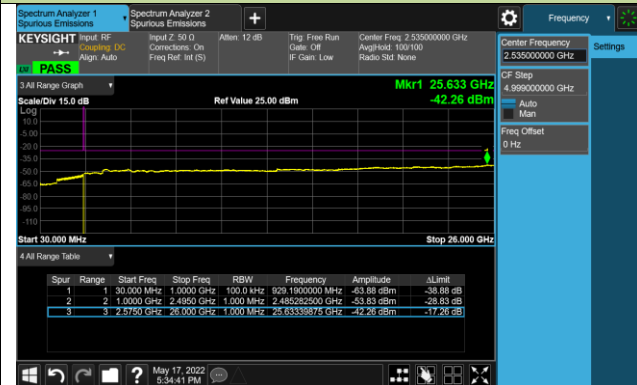 Spectrum Analyzer 1
Spurious Emissions
Spectrum Analyzer 2
Spurious Emissions
Frequency
KEYSIGHT
Input: RF
Coupling: DC
Align: Auto
Input Z: 50 Ω
Corrections: On
Freq Ref: Int (S)
Atten: 12 dB
Trig: Free Run
Gate: Off
IF Gain: Low
Center Freq: 2.535000000 GHz
Avg|Hold: 100/100
Radio Std: None
PASS
Center Frequency
2.535000000 GHz
Settings
CF Step
4.999000000 GHz
Auto
Man
Freq Offset
0 Hz
3 All Range Graph
Mkr1 25.633 GHz
Scale/Div 15.0 dB
Ref Value 25.00 dBm
-42.26 dBm
Log
10.0
-5.00
-20.0
-35.0
-50.0
-65.0
-80.0
-95.0
-110
Start 30.000 MHz
Stop 26.000 GHz
4 All Range Table
Spur Range Start Freq Stop Freq RBW Frequency Amplitude ΔLimit
1 1 30.000 MHz 1.0000 GHz 100.0 kHz 929.1900000 MHz -63.88 dBm -38.88 dB
2 2 1.0000 GHz 2.4950 GHz 1.000 MHz 2.485282500 GHz -53.83 dBm -28.83 dB
3 3 2.5750 GHz 26.000 GHz 1.000 MHz 25.63339875 GHz -42.26 dBm -17.26 dB
May 17, 2022
5:34:41 PM